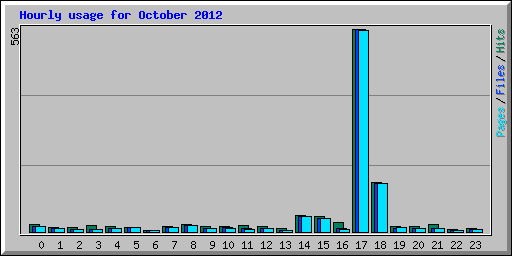 Hourly usage for October 2012
563
Pages/Files/Hits
0 1 2 3 4 5 6 7 8 9 10 11 12 13 14 15 16 17 18 19 20 21 22 23